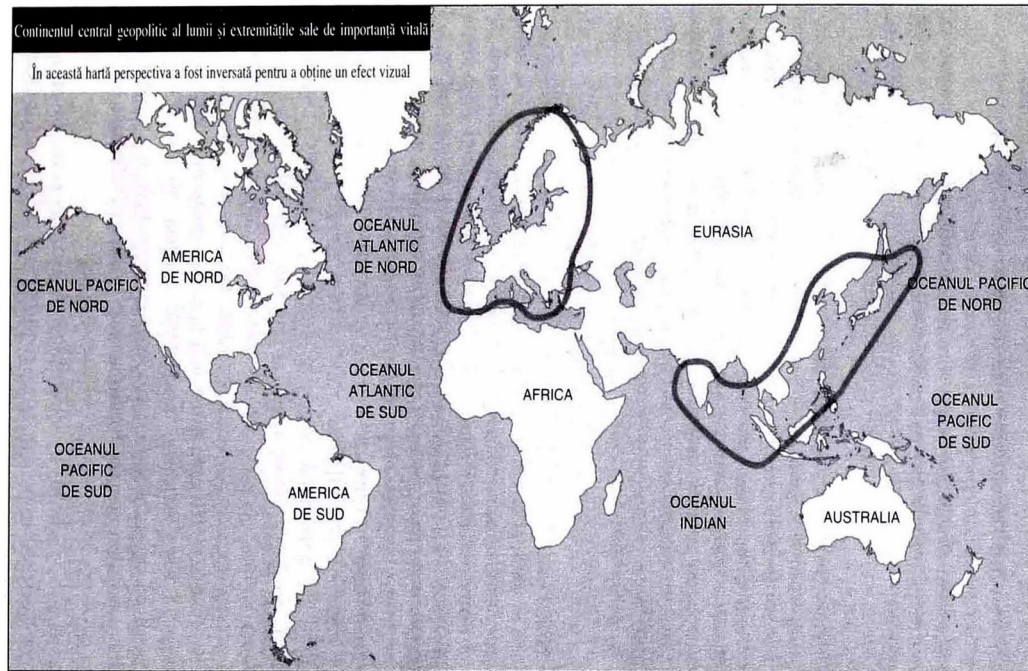 Continentul central geopolitic al lumii și extremitățile sale de importanță vitală
În această hartă perspectiva a fost inversată pentru a obține un efect vizual
OCEANUL
ATLANTIC
DE NORD
EURASIA
AMERICA
DE NORD
OCEANUL PACIFIC
DE NORD
OCEANUL PACIFIC
DE NORD
OCEANUL
ATLANTIC
DE SUD
AFRICA
OCEANUL
PACIFIC
DE SUD
OCEANUL
PACIFIC
DE SUD
AMERICA
DE SUD
OCEANUL
INDIAN
AUSTRALIA